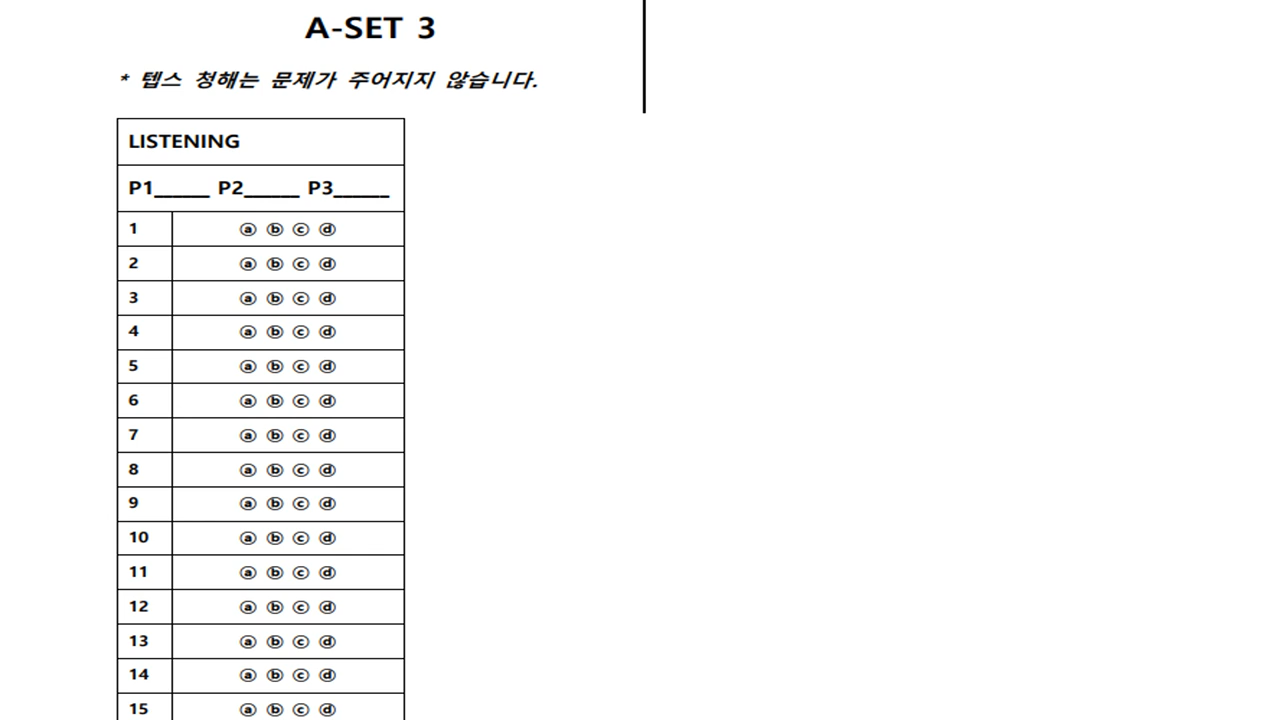 A-SET 3
* 텝스 청해는 문제가 주어지지 않습니다.
LISTENING
P1______ P2______ P3______
1 ⓐ ⓑ ⓒ ⓓ
2 ⓐ ⓑ ⓒ ⓓ
3 ⓐ ⓑ ⓒ ⓓ
4 ⓐ ⓑ ⓒ ⓓ
5 ⓐ ⓑ ⓒ ⓓ
6 ⓐ ⓑ ⓒ ⓓ
7 ⓐ ⓑ ⓒ ⓓ
8 ⓐ ⓑ ⓒ ⓓ
9 ⓐ ⓑ ⓒ ⓓ
10 ⓐ ⓑ ⓒ ⓓ
11 ⓐ ⓑ ⓒ ⓓ
12 ⓐ ⓑ ⓒ ⓓ
13 ⓐ ⓑ ⓒ ⓓ
14 ⓐ ⓑ ⓒ ⓓ
15 ⓐ ⓑ ⓒ ⓓ